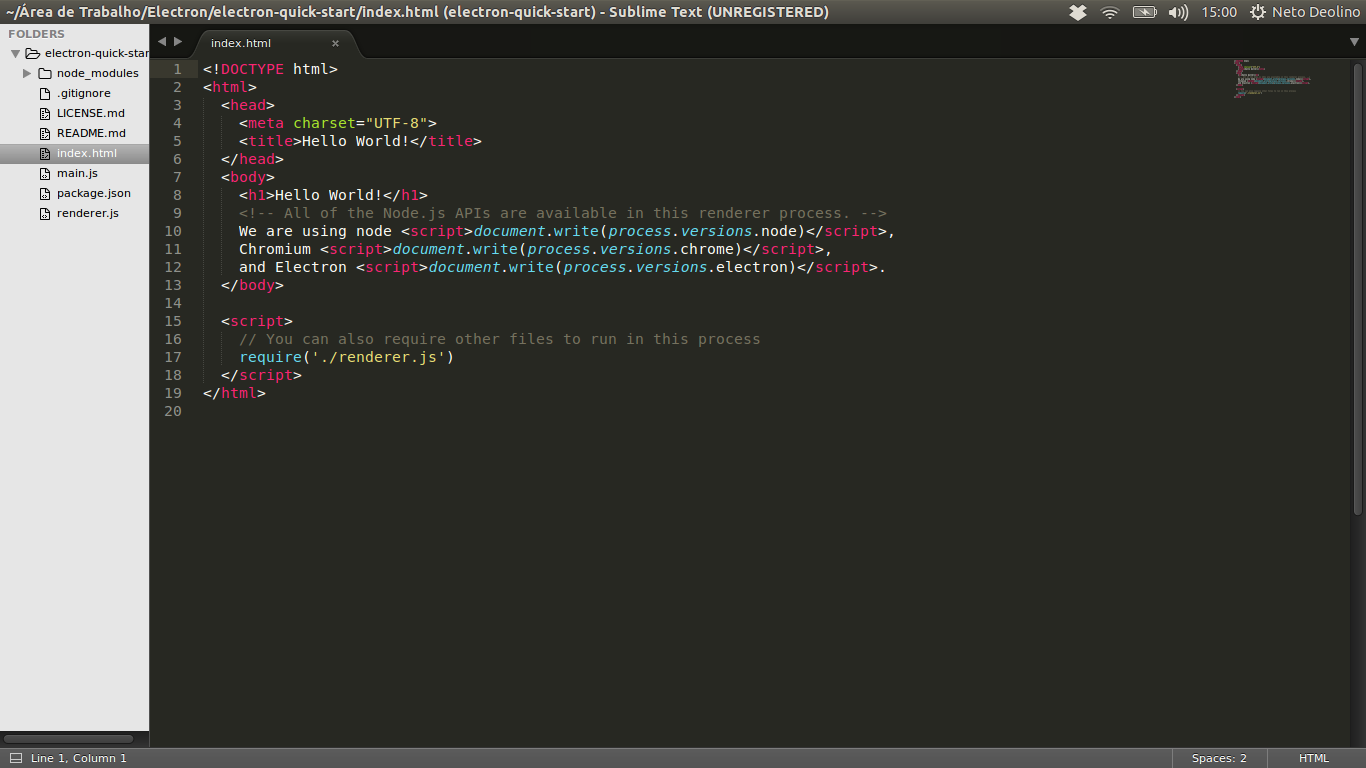 ~/Área de Trabalho/Electron/electron-quick-start/index.html (electron-quick-start) - Sublime Text (UNREGISTERED)
15:00
Neto Deolino
FOLDERS
electron-quick-star
node_modules
.gitignore
LICENSE.md
README.md
index.html
main.js
package.json
renderer.js
index.html ×
1 <!DOCTYPE html>
2 <html>
3   <head>
4     <meta charset="UTF-8">
5     <title>Hello World!</title>
6   </head>
7   <body>
8     <h1>Hello World!</h1>
9     <!-- All of the Node.js APIs are available in this renderer process. -->
10     We are using node <script>document.write(process.versions.node)</script>,
11     Chromium <script>document.write(process.versions.chrome)</script>,
12     and Electron <script>document.write(process.versions.electron)</script>.
13   </body>
14
15   <script>
16     // You can also require other files to run in this process
17     require('./renderer.js')
18   </script>
19 </html>
20
Line 1, Column 1
Spaces: 2
HTML